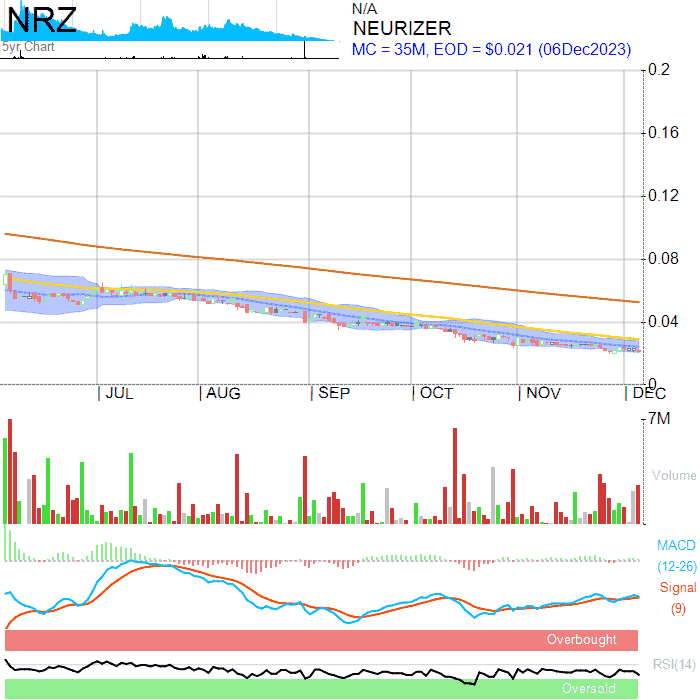 NRZ
5yr Chart
N/A
NEURIZER
MC = 35M, EOD = $0.021 (06Dec2023)
0.2
0.16
0.12
0.08
0.04
0
JUL AUG SEP OCT NOV DEC
7M
Volume
MACD
(12-26)
Signal
(9)
Overbought
RSI(14)
Oversold